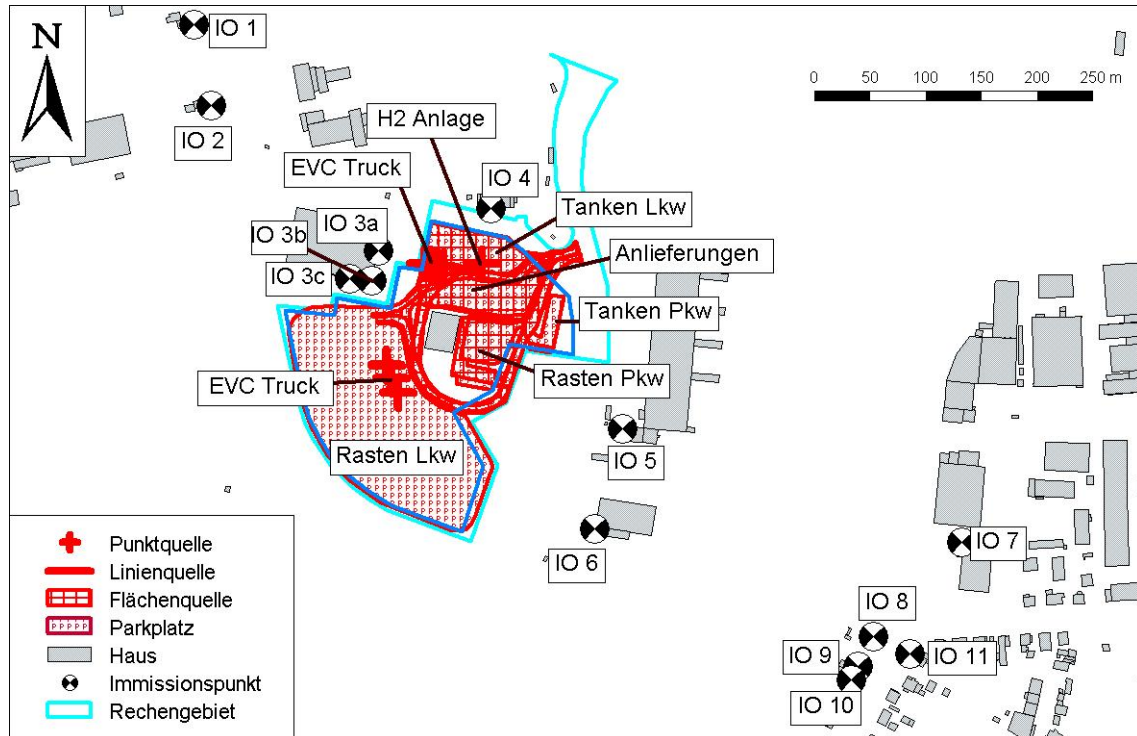 IO 1
N
0 50 100 150 200 250 m
IO 2
H2 Anlage
EVC Truck
IO 4
Tanken Lkw
IO 3a
IO 3b
Anlieferungen
IO 3c
Tanken Pkw
Rasten Pkw
EVC Truck
IO 5
Rasten Lkw
IO 6
IO 7
IO 8
IO 9
IO 11
IO 10
Punktquelle
Linienquelle
Flächenquelle
PPPPP
Parkplatz
Haus
Immissionspunkt
Rechengebiet